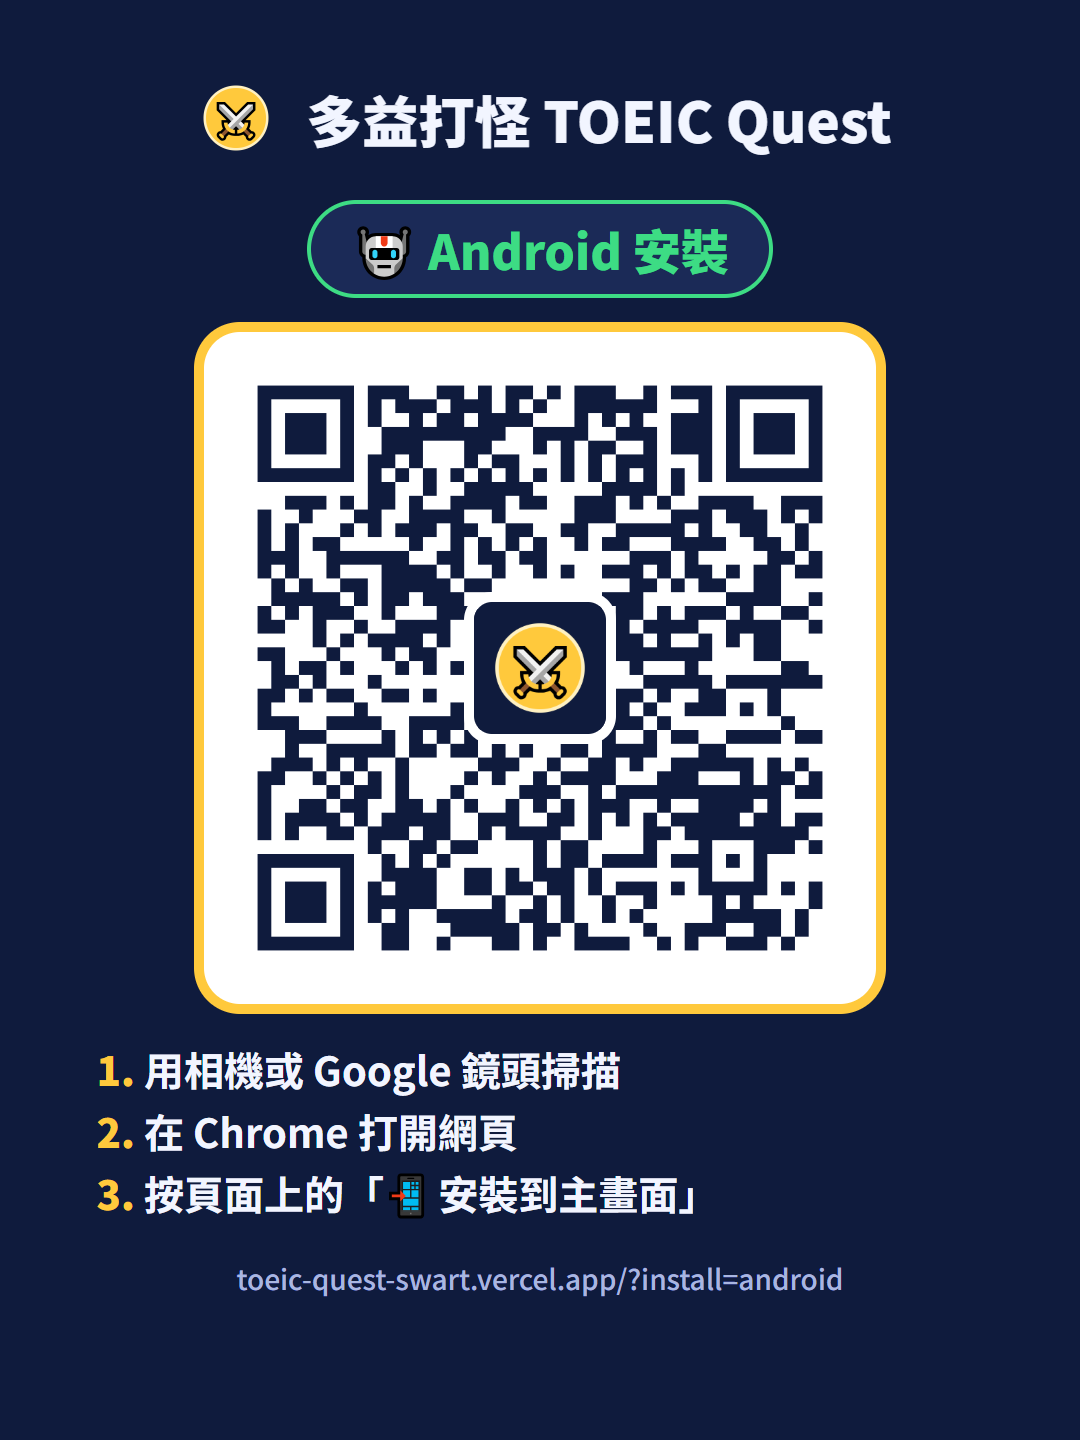 多益打怪 TOEIC Quest
Android 安裝
1. 用相機或 Google 鏡頭掃描
2. 在 Chrome 打開網頁
3. 按頁面上的「📲 安裝到主畫面」
toeic-quest-swart.vercel.app/?install=android